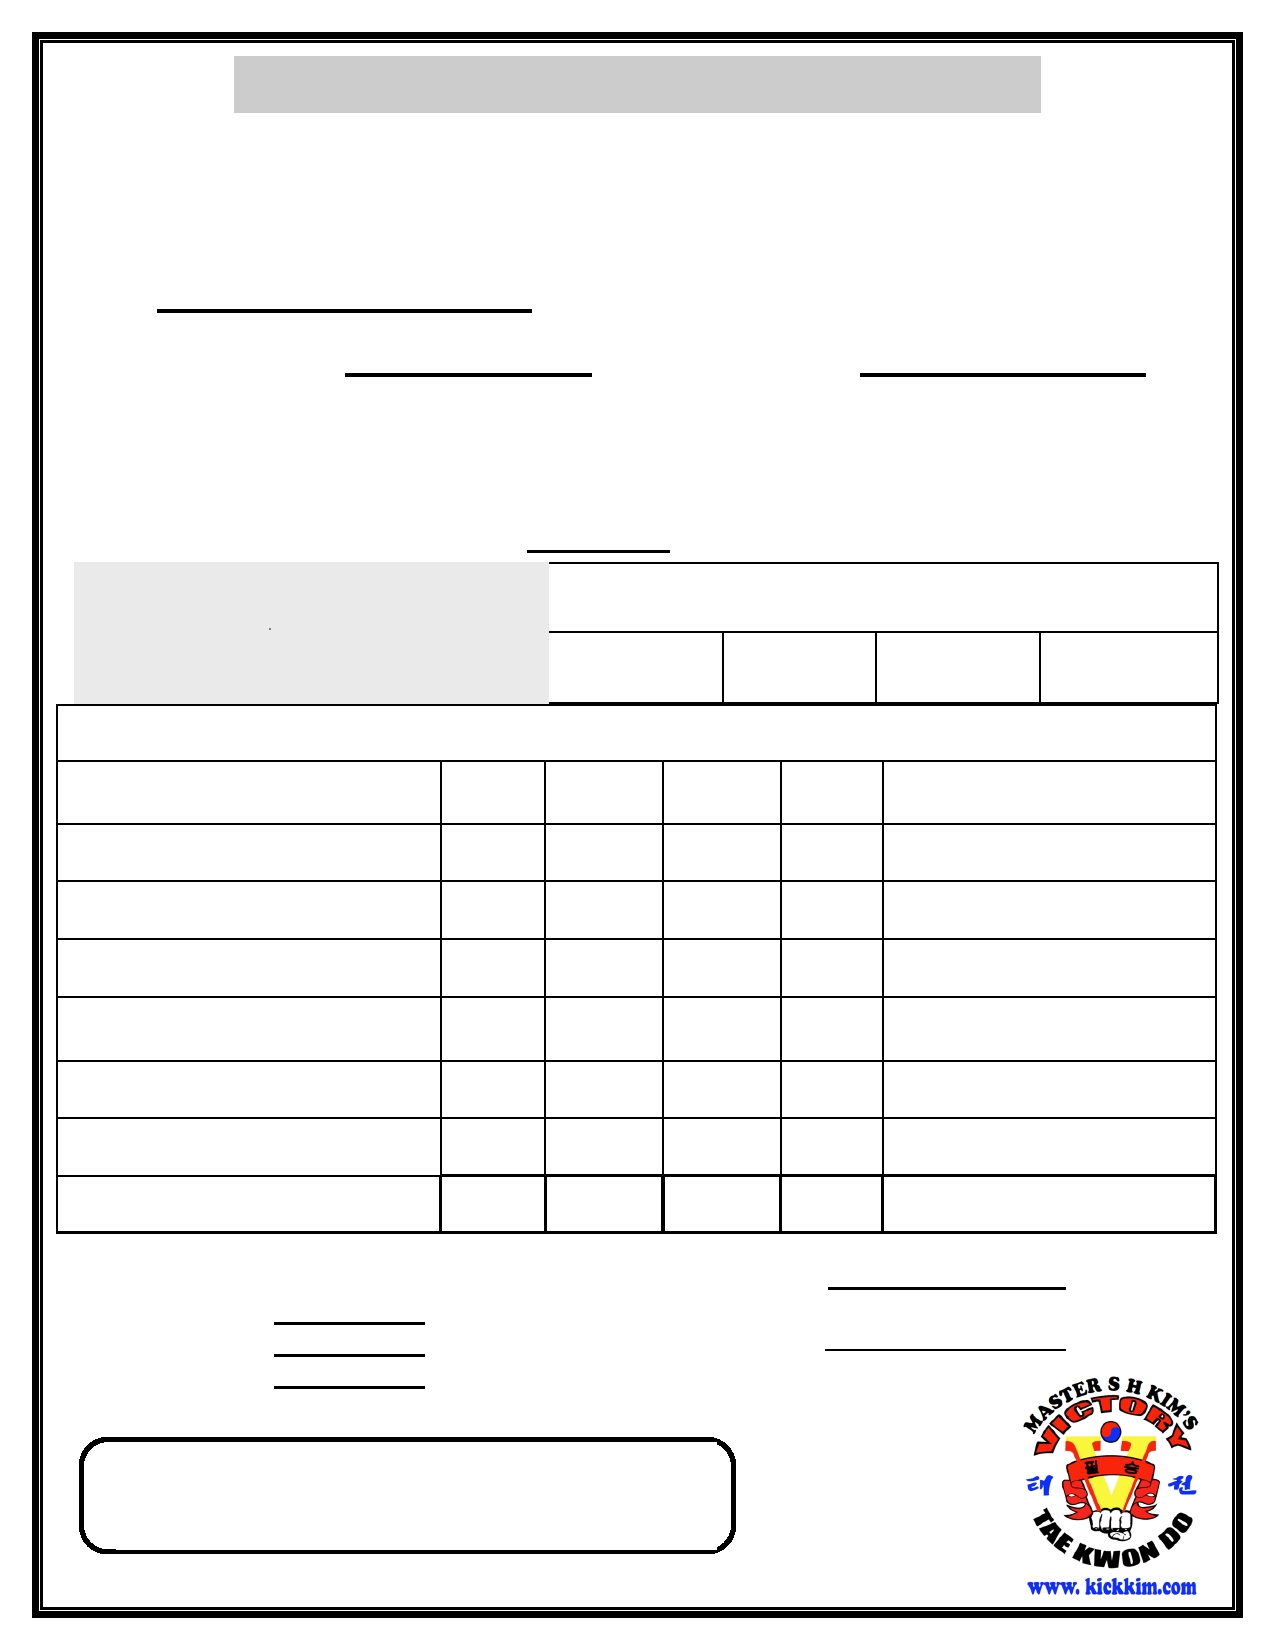 MASTER S H KIM'S
VICTORY
필 승
태 권
TAE KWON DO
www. kickkim.com